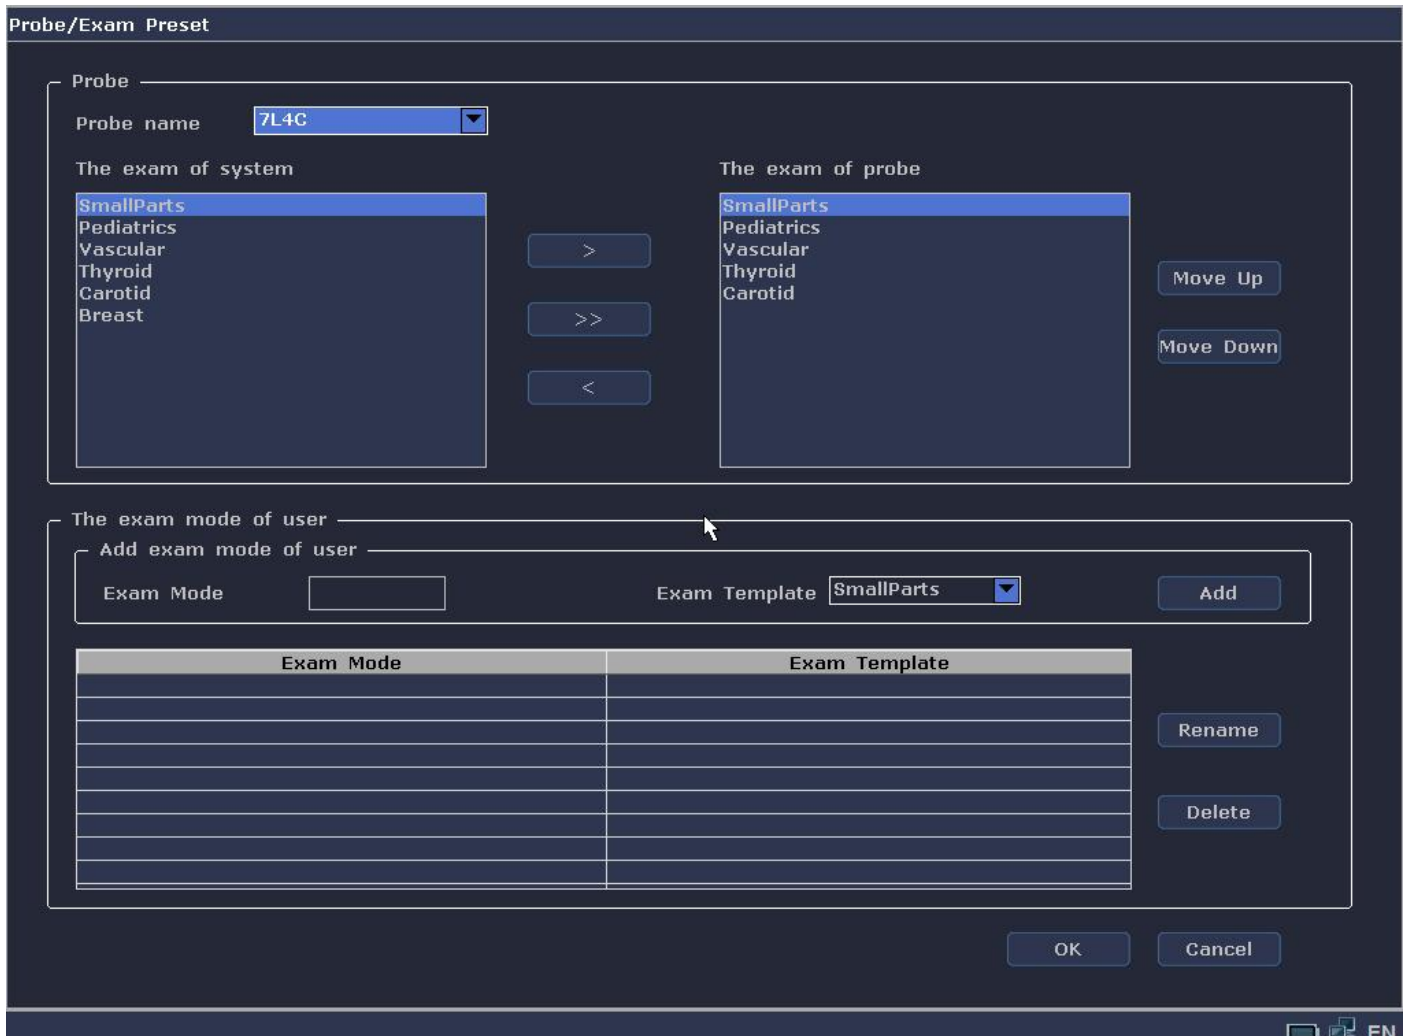 Probe/Exam Preset
Probe
Probe name 7L4C
The exam of system
SmallParts
Pediatrics
Vascular
Thyroid
Carotid
Breast
>
>>
<
The exam of probe
SmallParts
Pediatrics
Vascular
Thyroid
Carotid
Move Up
Move Down
The exam mode of user
Add exam mode of user
Exam Mode Exam Template SmallParts Add
Exam Mode Exam Template
Rename
Delete
OK Cancel
EN